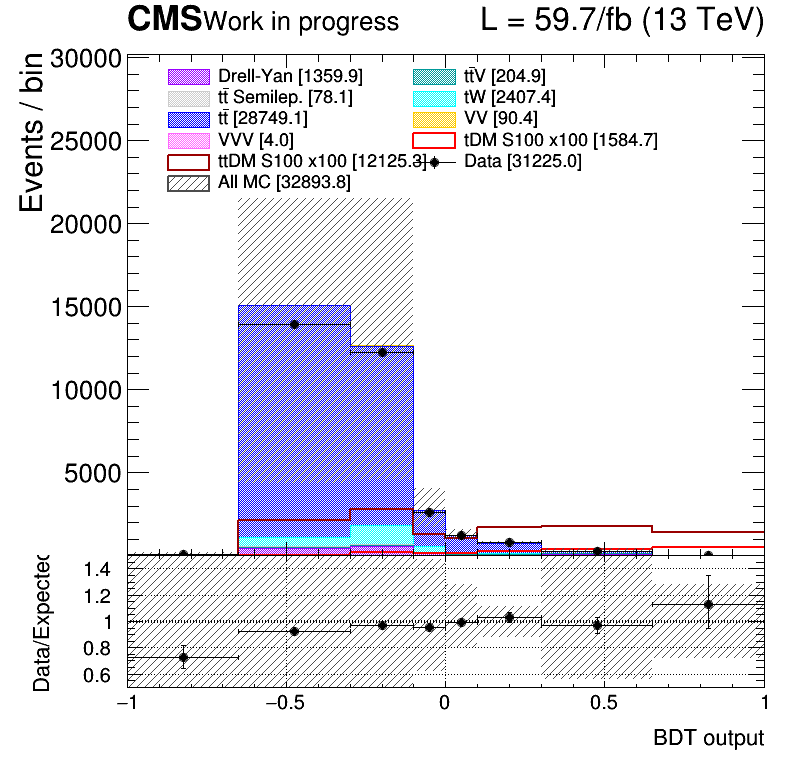 CMS Work in progress L = 59.7/fb (13 TeV)
Events / bin
30000
20000
15000
10000
5000
Drell-Yan [1359.9] tt̄V [204.9]
tt̄ Semilep. [78.1] tW [2407.4]
tt̄ [28749.1] VV [90.4]
VVV [4.0] tDM S100 x100 [1584.7]
ttDM S100 x100 [12125.3] Data [31225.0]
All MC [32893.8]
Data/Expected
1.4
1.2
1
0.8
0.6
−1 −0.5 0 0.5 1
BDT output